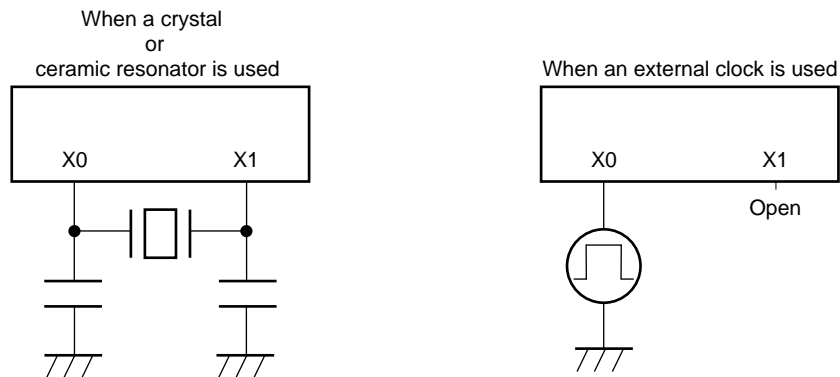 When a crystal
or
ceramic resonator is used
X0
X1
When an external clock is used
X0
X1
Open